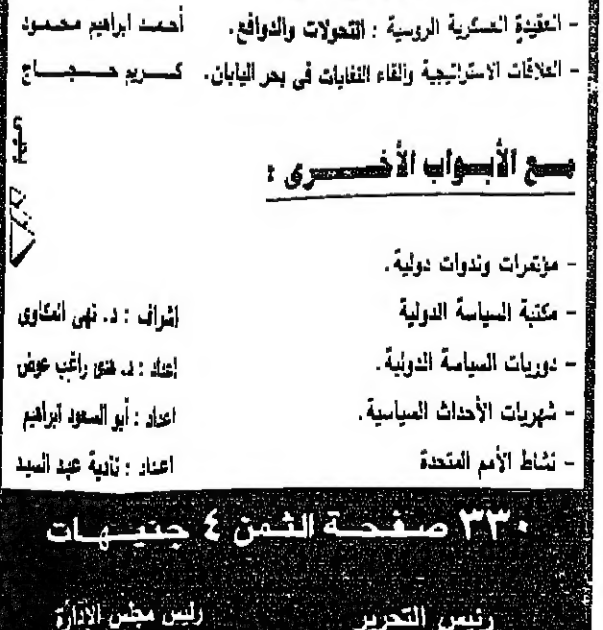 - العقيدة العسكرية الروسية : التحولات والدوافع. أحمد ابراهيم محمود
- العلاقات الاستراتيجية والقاء النفايات فى بحر اليابان. كريم حجاج
مع الأبواب الأخرى :
- مؤتمرات وندوات دولية .
- مكتبة السياسة الدولية إشراف : د. نهى المكاوى
- دوريات السياسة الدولية . إعداد : د. هدى راغب عوض
- شهريات الأحداث السياسية . اعداد : أبو السعود ابراهيم
- نشاط الأمم المتحدة اعداد : نادية عبد السيد
٣٣٠ صفحة الثمن ٤ جنيهات
رئيس التحرير رئيس مجلس الإدارة